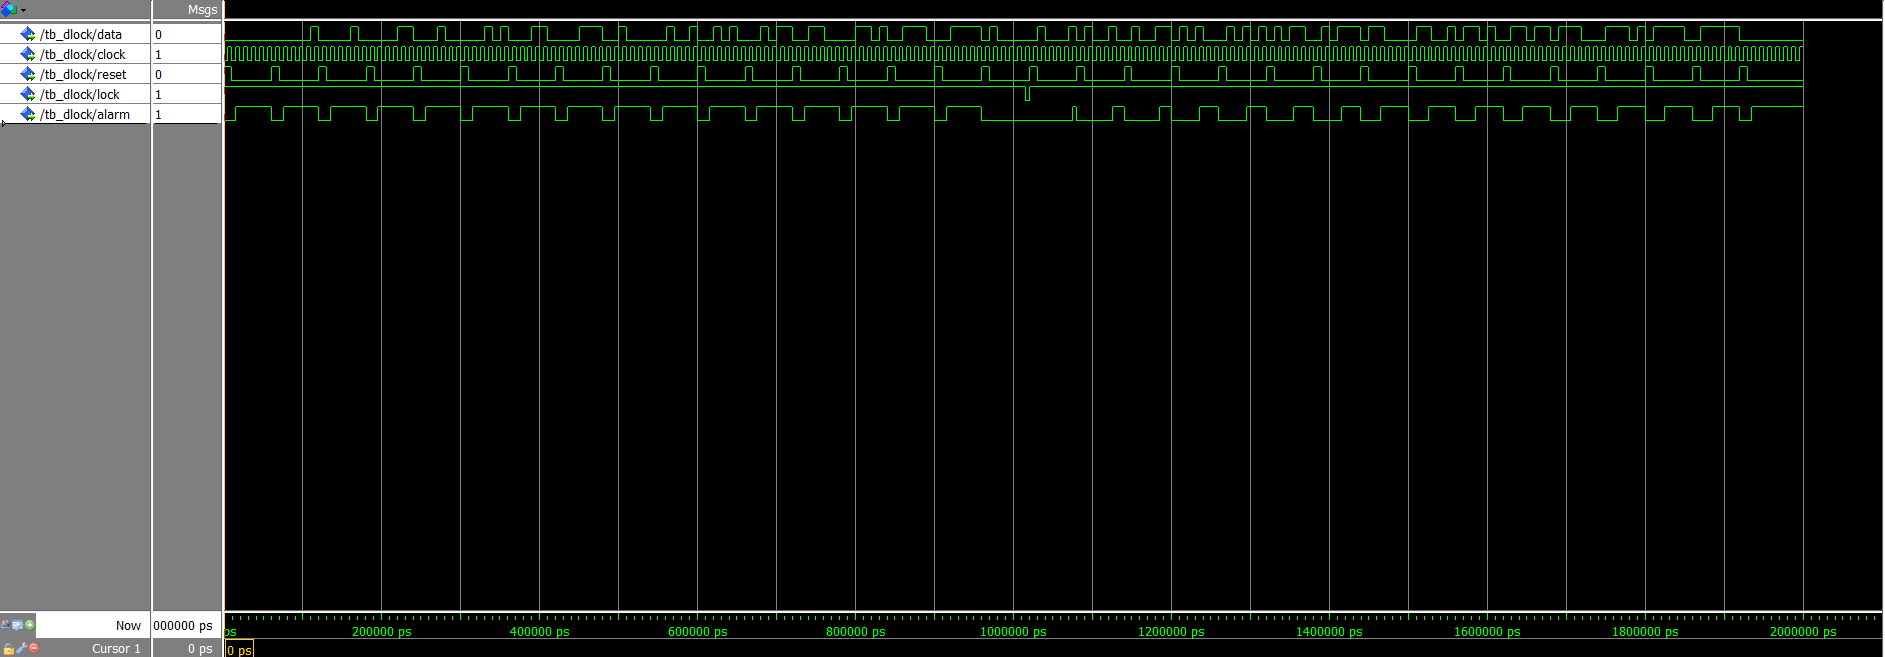 Msgs
/tb_dlock/data 0
/tb_dlock/clock 1
/tb_dlock/reset 0
/tb_dlock/lock 1
/tb_dlock/alarm 1
Now 000000 ps ps 200000 ps 400000 ps 600000 ps 800000 ps 1000000 ps 1200000 ps 1400000 ps 1600000 ps 1800000 ps 2000000 ps
Cursor 1 0 ps 0 ps